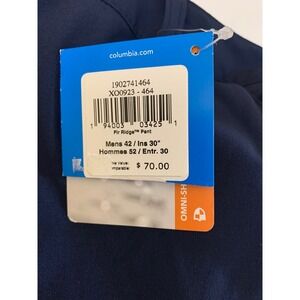 columbia.com
1902741464
XO0923 - 464
1 94003 03425 1
Fir Ridge™ Pant
Mens 42 / Ins 30"
Hommes 52 / Entr. 30
$ 70.00
OMNI-SH